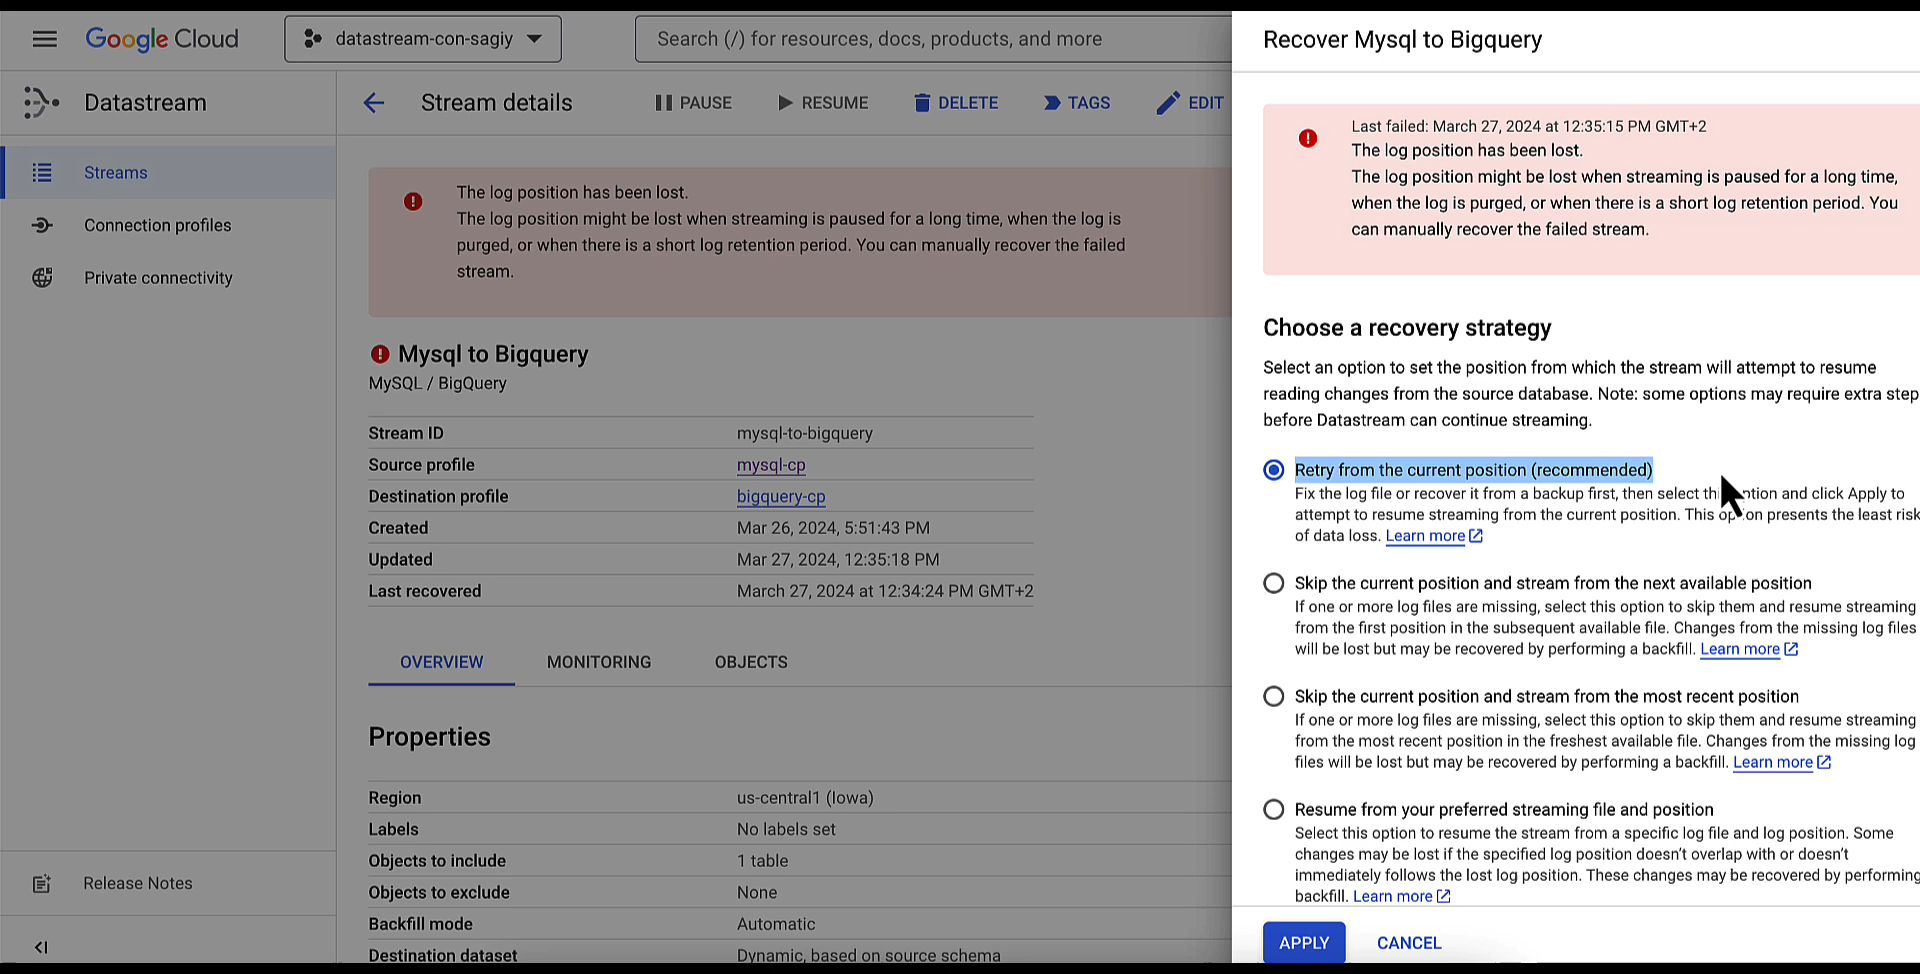 Google Cloud
datastream-con-sagiy
Search (/) for resources, docs, products, and more
Datastream
Streams
Connection profiles
Private connectivity
Release Notes
Stream details
PAUSE
RESUME
DELETE
TAGS
EDIT
The log position has been lost.
The log position might be lost when streaming is paused for a long time, when the log is
purged, or when there is a short log retention period. You can manually recover the failed
stream.
Mysql to Bigquery
MySQL / BigQuery
Stream ID mysql-to-bigquery
Source profile mysql-cp
Destination profile bigquery-cp
Created Mar 26, 2024, 5:51:43 PM
Updated Mar 27, 2024, 12:35:18 PM
Last recovered March 27, 2024 at 12:34:24 PM GMT+2
OVERVIEW
MONITORING
OBJECTS
Properties
Region us-central1 (Iowa)
Labels No labels set
Objects to include 1 table
Objects to exclude None
Backfill mode Automatic
Destination dataset Dynamic, based on source schema
Recover Mysql to Bigquery
Last failed: March 27, 2024 at 12:35:15 PM GMT+2
The log position has been lost.
The log position might be lost when streaming is paused for a long time,
when the log is purged, or when there is a short log retention period. You
can manually recover the failed stream.
Choose a recovery strategy
Select an option to set the position from which the stream will attempt to resume
reading changes from the source database. Note: some options may require extra step
before Datastream can continue streaming.
Retry from the current position (recommended)
Fix the log file or recover it from a backup first, then select and click Apply to
attempt to resume streaming from the current position. This presents the least risk
of data loss. Learn more
Skip the current position and stream from the next available position
If one or more log files are missing, select this option to skip them and resume streaming
from the first position in the subsequent available file. Changes from the missing log files
will be lost but may be recovered by performing a backfill. Learn more
Skip the current position and stream from the most recent position
If one or more log files are missing, select this option to skip them and resume streaming
from the most recent position in the freshest available file. Changes from the missing log
files will be lost but may be recovered by performing a backfill. Learn more
Resume from your preferred streaming file and position
Select this option to resume the stream from a specific log file and log position. Some
changes may be lost if the specified log position doesn't overlap with or doesn't
immediately follows the lost log position. These changes may be recovered by performing
backfill. Learn more
APPLY
CANCEL